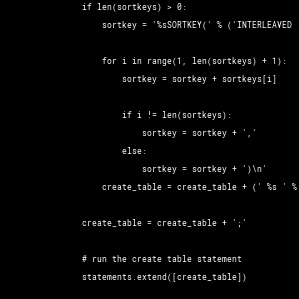 if len(sortkeys) > 0:
sortkey = '%sSORTKEY(' % ('INTERLEAVED
for i in range(1, len(sortkeys) + 1):
sortkey = sortkey + sortkeys[i]
if i != len(sortkeys):
sortkey = sortkey + ','
else:
sortkey = sortkey + ')\n'
create_table = create_table + (' %s ' %
create_table = create_table + ';'
# run the create table statement
statements.extend([create_table])